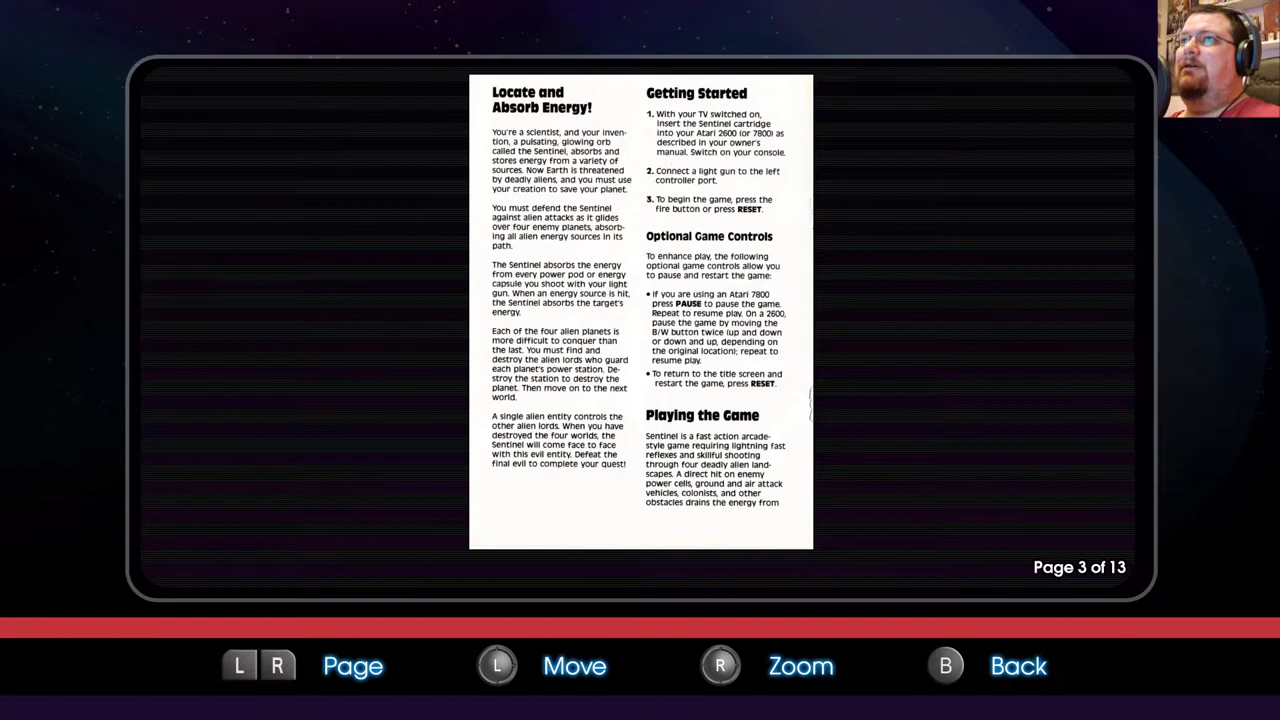 Locate and
Absorb Energy!
You're a scientist, and your inven-
tion, a pulsating, glowing orb
called the Sentinel, absorbs and
stores energy from a variety of
sources. Now Earth is threatened
by deadly aliens, and you must use
your creation to save your planet.
You must defend the Sentinel
against alien attacks as it glides
over four enemy planets, absorb-
ing all alien energy sources in its
path.
The Sentinel absorbs the energy
from every power pod or energy
capsule you shoot with your light
gun. When an energy source is hit,
the Sentinel absorbs the target's
energy.
Each of the four alien planets is
more difficult to conquer than
the last. You must find and
destroy the alien lords who guard
each planet's power station. De-
stroy the station to destroy the
planet. Then move on to the next
world.
A single alien entity controls the
other alien lords. When you have
destroyed the four worlds, the
Sentinel will come face to face
with this evil entity. Defeat the
final evil to complete your quest!
Getting Started
1. With your TV switched on,
insert the Sentinel cartridge
into your Atari 2600 (or 7800) as
described in your owner's
manual. Switch on your console.
2. Connect a light gun to the left
controller port.
3. To begin the game, press the
fire button or press RESET.
Optional Game Controls
To enhance play, the following
optional game controls allow you
to pause and restart the game:
• If you are using an Atari 7800
press PAUSE to pause the game.
Repeat to resume play. On a 2600,
pause the game by moving the
B/W button twice (up and down
or down and up, depending on
the original location); repeat to
resume play.
• To return to the title screen and
restart the game, press RESET.
Playing the Game
Sentinel is a fast action arcade-
style game requiring lightning fast
reflexes and skillful shooting
through four deadly alien land-
scapes. A direct hit on enemy
power cells, ground and air attack
vehicles, colonists, and other
obstacles drains the energy from
Page 3 of 13
L R Page L Move R Zoom B Back